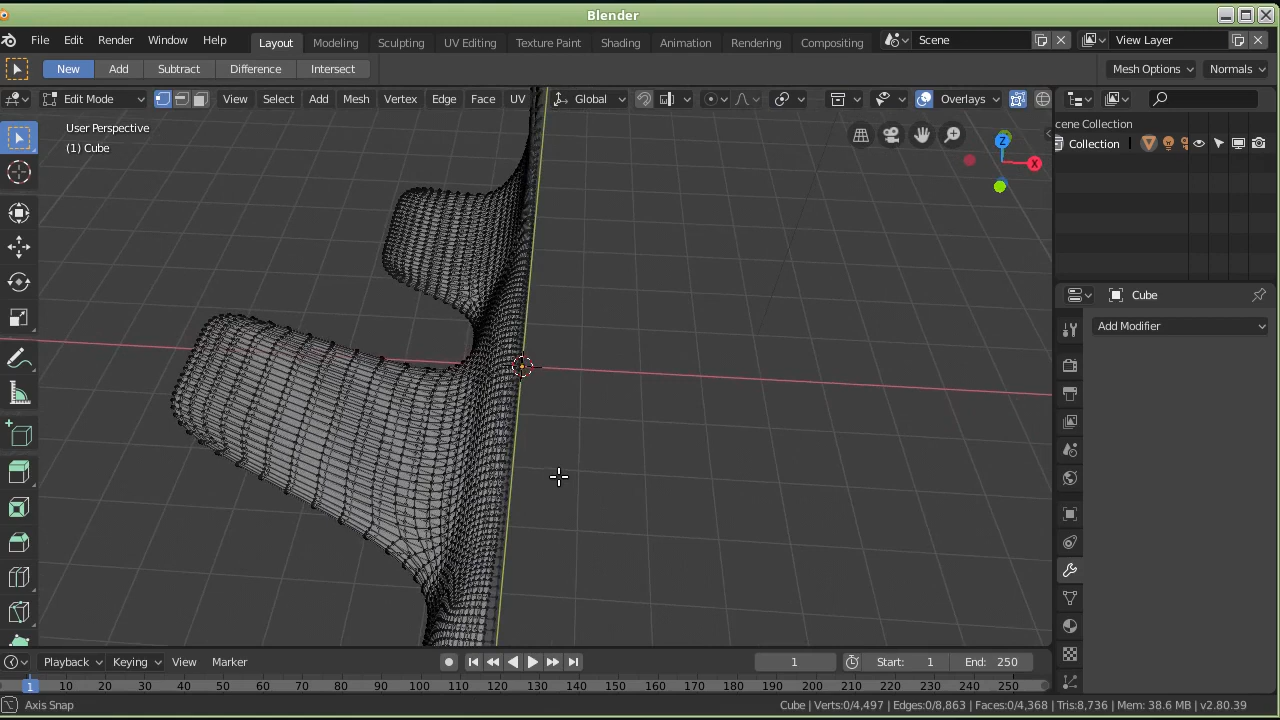 Blender
File Edit Render Window Help Layout Modeling Sculpting UV Editing Texture Paint Shading Animation Rendering Compositing Scene View Layer
New Add Subtract Difference Intersect Mesh Options Normals
Edit Mode View Select Add Mesh Vertex Edge Face UV Global Overlays
User Perspective
(1) Cube
Z
X
cene Collection
Collection
Cube
Add Modifier
Playback Keying View Marker 1 Start: 1 End: 250
1 10 20 30 40 50 60 70 80 90 100 110 120 130 140 150 160 170 180 190 200 210 220 230 240 250
Axis Snap Cube | Verts:0/4,497 | Edges:0/8,863 | Faces:0/4,368 | Tris:8,736 | Mem: 38.6 MB | v2.80.39